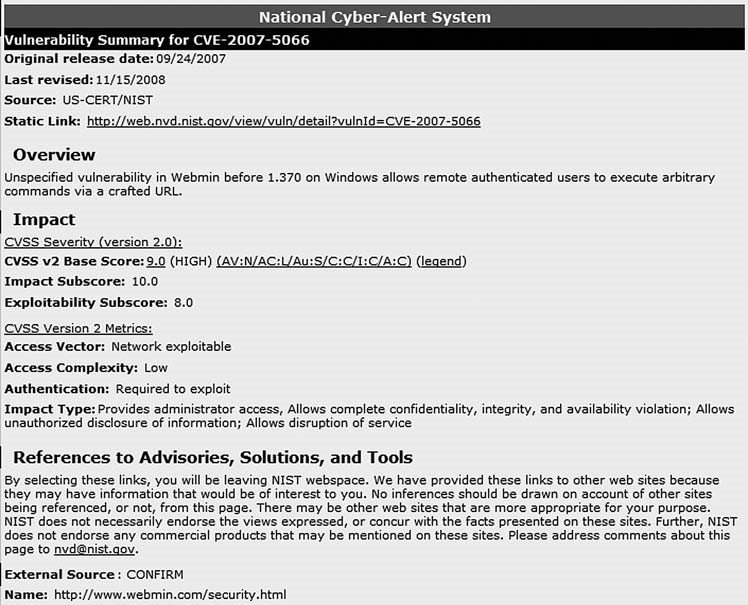 National Cyber-Alert System
Vulnerability Summary for CVE-2007-5066
Original release date: 09/24/2007
Last revised: 11/15/2008
Source: US-CERT/NIST
Static Link: http://web.nvd.nist.gov/view/vuln/detail?vulnId=CVE-2007-5066
Overview
Unspecified vulnerability in Webmin before 1.370 on Windows allows remote authenticated users to execute arbitrary
commands via a crafted URL.
Impact
CVSS Severity (version 2.0):
CVSS v2 Base Score: 9.0 (HIGH) (AV:N/AC:L/Au:S/C:C/I:C/A:C) (legend)
Impact Subscore: 10.0
Exploitability Subscore: 8.0
CVSS Version 2 Metrics:
Access Vector: Network exploitable
Access Complexity: Low
Authentication: Required to exploit
Impact Type: Provides administrator access, Allows complete confidentiality, integrity, and availability violation; Allows
unauthorized disclosure of information; Allows disruption of service
References to Advisories, Solutions, and Tools
By selecting these links, you will be leaving NIST webspace. We have provided these links to other web sites because
they may have information that would be of interest to you. No inferences should be drawn on account of other sites
being referenced, or not, from this page. There may be other web sites that are more appropriate for your purpose.
NIST does not necessarily endorse the views expressed, or concur with the facts presented on these sites. Further, NIST
does not endorse any commercial products that may be mentioned on these sites. Please address comments about this
page to nvd@nist.gov.
External Source : CONFIRM
Name: http://www.webmin.com/security.html